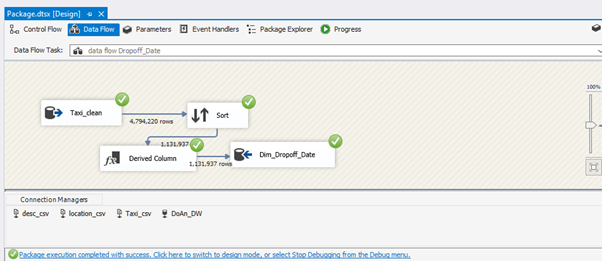 Package.dtsx [Design]
Control Flow
Data Flow
Parameters
Event Handlers
Package Explorer
Progress
Data Flow Task:
data flow Dropoff_Date
100%
Taxi_clean
4,794,220 rows
Sort
1,131,937
Derived Column
1,131,937 rows
Dim_Dropoff_Date
Connection Managers
desc_csv
location_csv
Taxi_csv
DoAn_DW
Package execution completed with success. Click here to switch to design mode, or select Stop Debugging from the Debug menu.